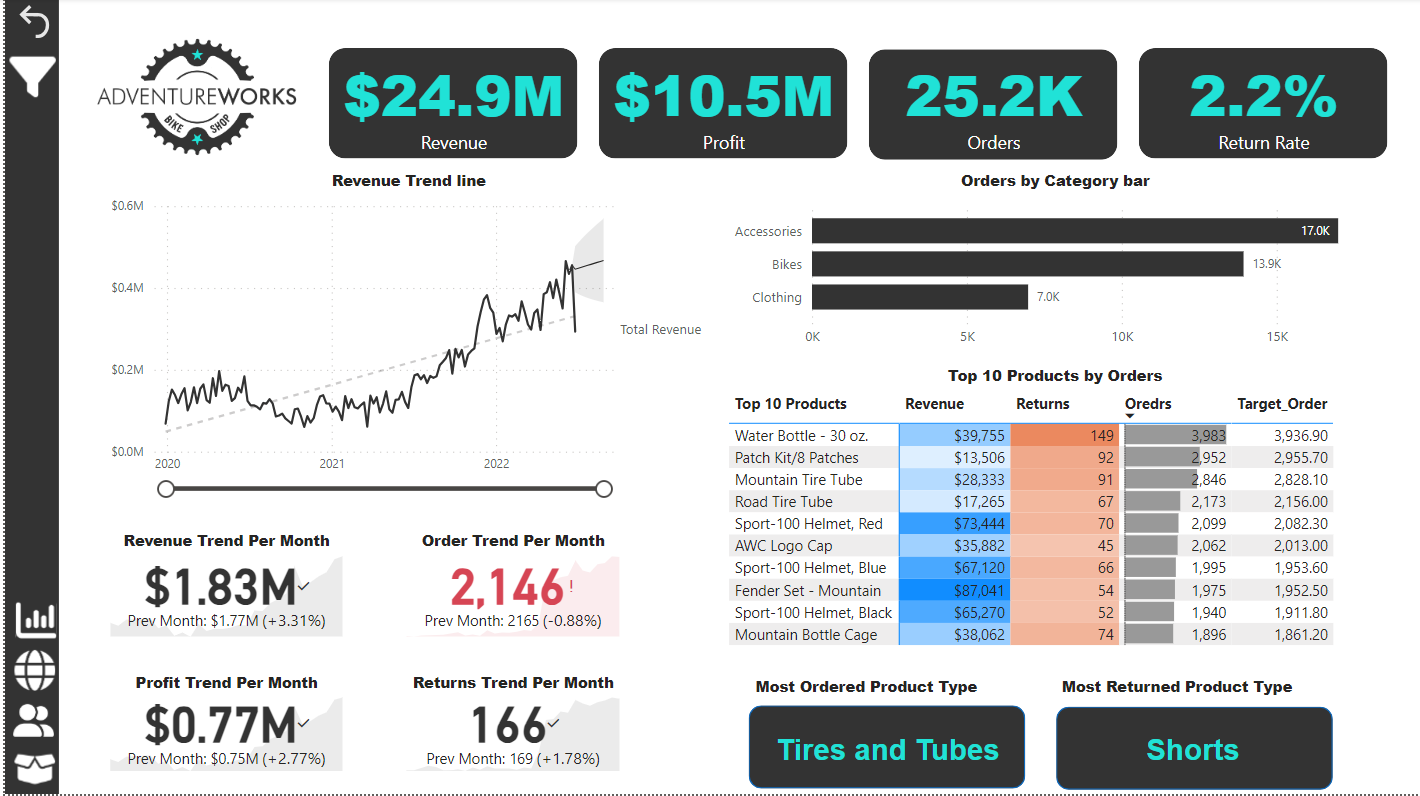 ADVENTUREWORKS
BIKE SHOP
$24.9M
Revenue
$10.5M
Profit
25.2K
Orders
2.2%
Return Rate
Revenue Trend line
$0.6M
$0.4M
$0.2M
$0.0M
2020 2021 2022
Total Revenue
Orders by Category bar
Accessories 17.0K
Bikes 13.9K
Clothing 7.0K
0K 5K 10K 15K
Top 10 Products by Orders
Top 10 Products Revenue Returns Oredrs Target_Order
Water Bottle - 30 oz. $39,755 149 3,983 3,936.90
Patch Kit/8 Patches $13,506 92 2,952 2,955.70
Mountain Tire Tube $28,333 91 2,846 2,828.10
Road Tire Tube $17,265 67 2,173 2,156.00
Sport-100 Helmet, Red $73,444 70 2,099 2,082.30
AWC Logo Cap $35,882 45 2,062 2,013.00
Sport-100 Helmet, Blue $67,120 66 1,995 1,953.60
Fender Set - Mountain $87,041 54 1,975 1,952.50
Sport-100 Helmet, Black $65,270 52 1,940 1,911.80
Mountain Bottle Cage $38,062 74 1,896 1,861.20
Revenue Trend Per Month
$1.83M
Prev Month: $1.77M (+3.31%)
Order Trend Per Month
2,146!
Prev Month: 2165 (-0.88%)
Profit Trend Per Month
$0.77M
Prev Month: $0.75M (+2.77%)
Returns Trend Per Month
166
Prev Month: 169 (+1.78%)
Most Ordered Product Type
Tires and Tubes
Most Returned Product Type
Shorts